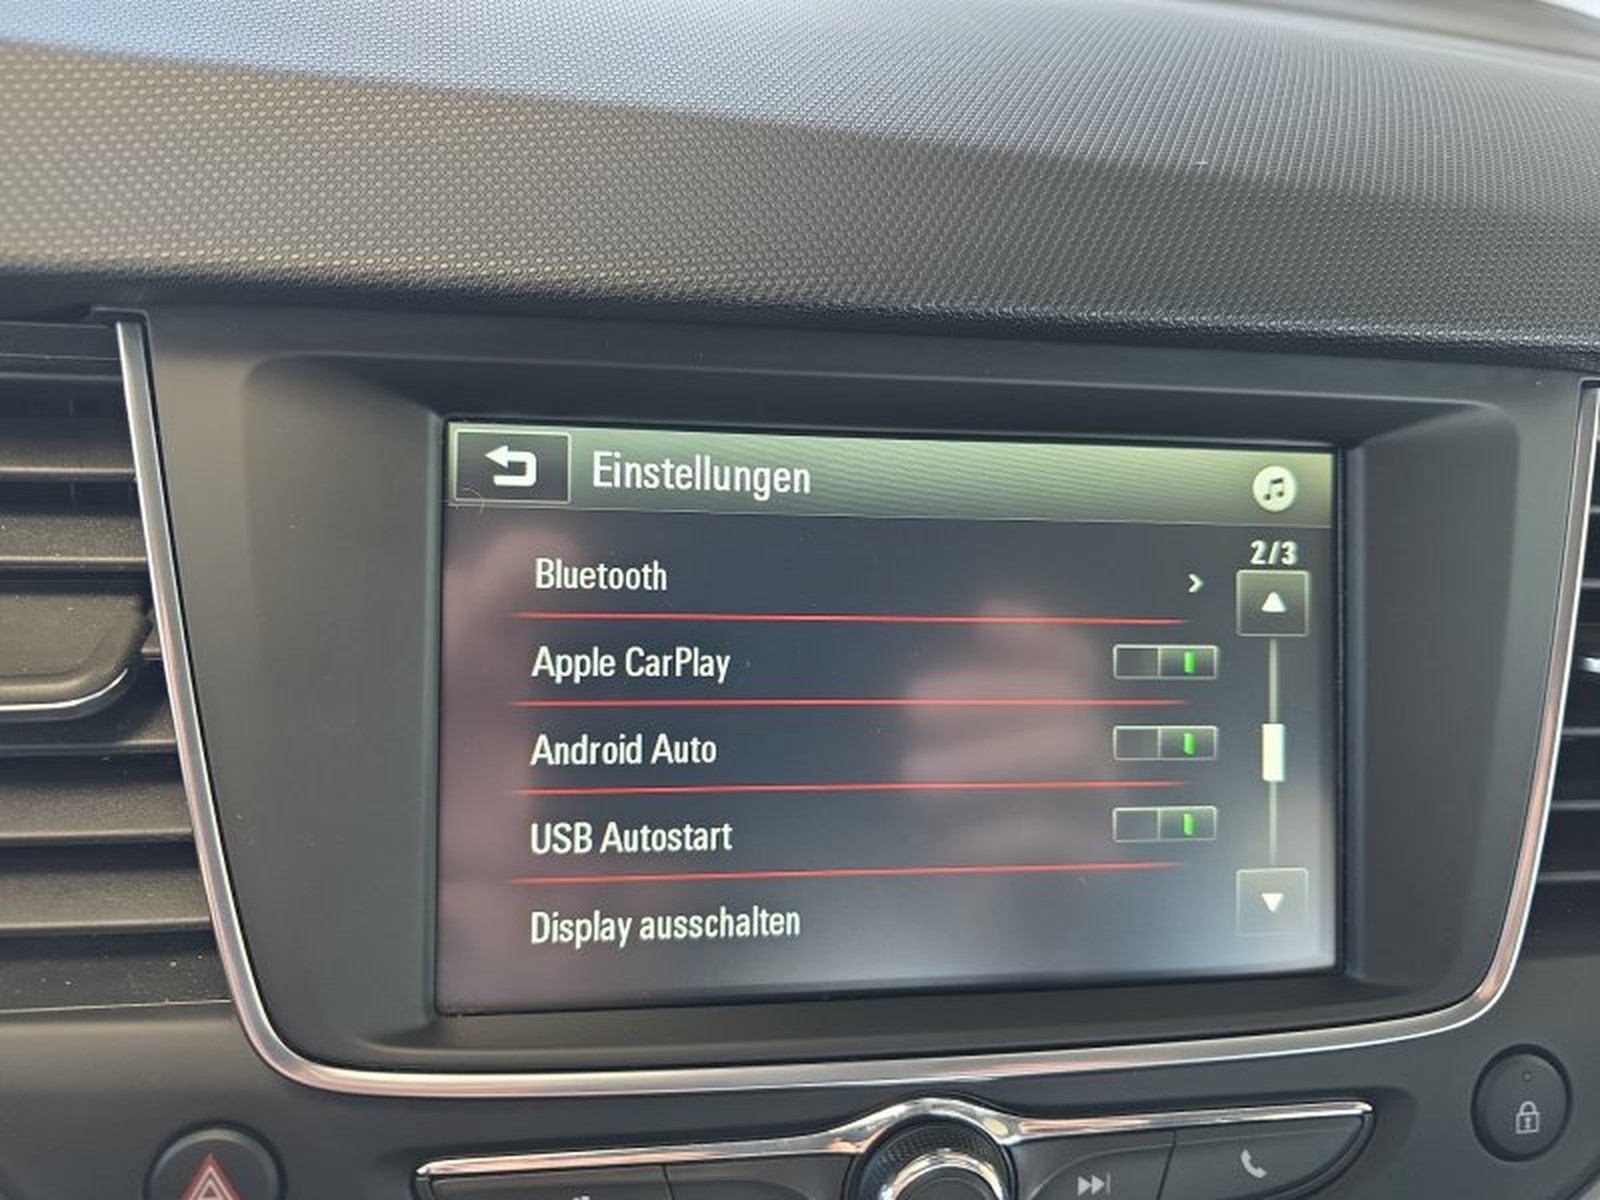 Einstellungen
2/3
Bluetooth
Apple CarPlay
Android Auto
USB Autostart
Display ausschalten